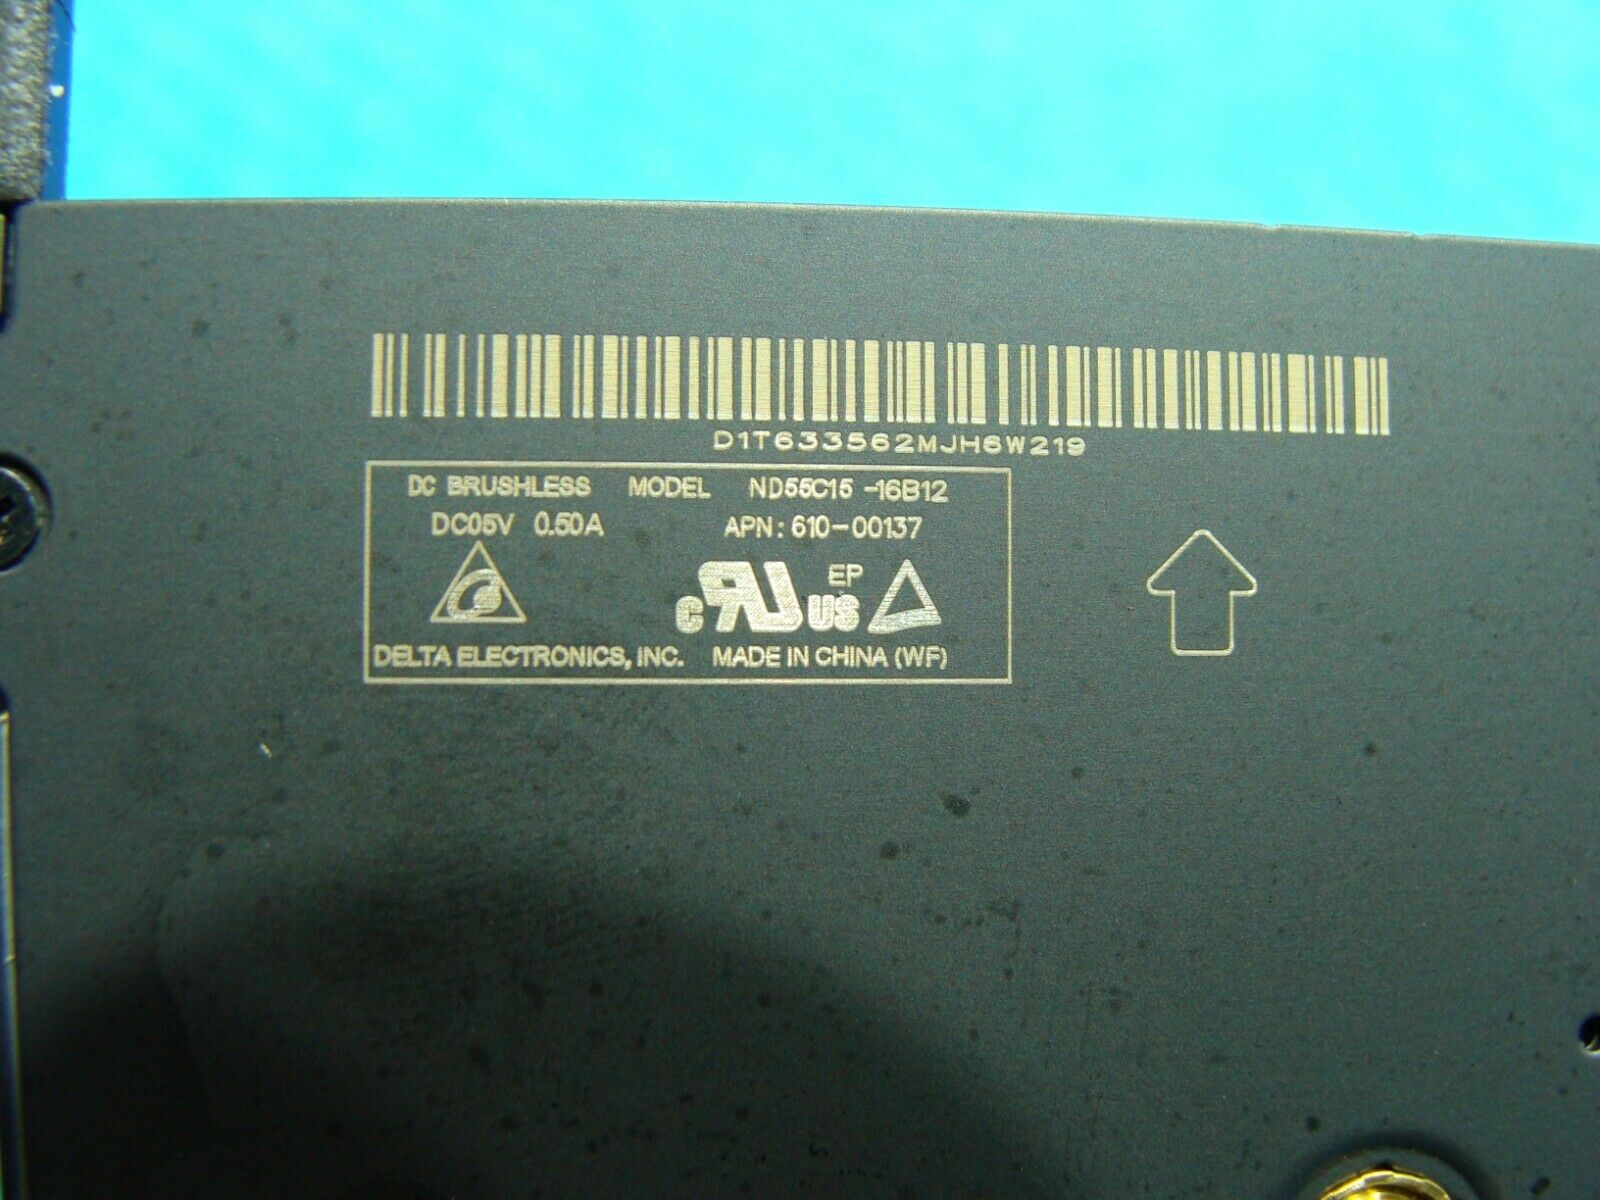 D1T633562MJH6W219
DC BRUSHLESS MODEL ND55C15 -16B12
DC05V 0.50A APN: 610-00137
c RU US EP
DELTA ELECTRONICS, INC. MADE IN CHINA (WF)